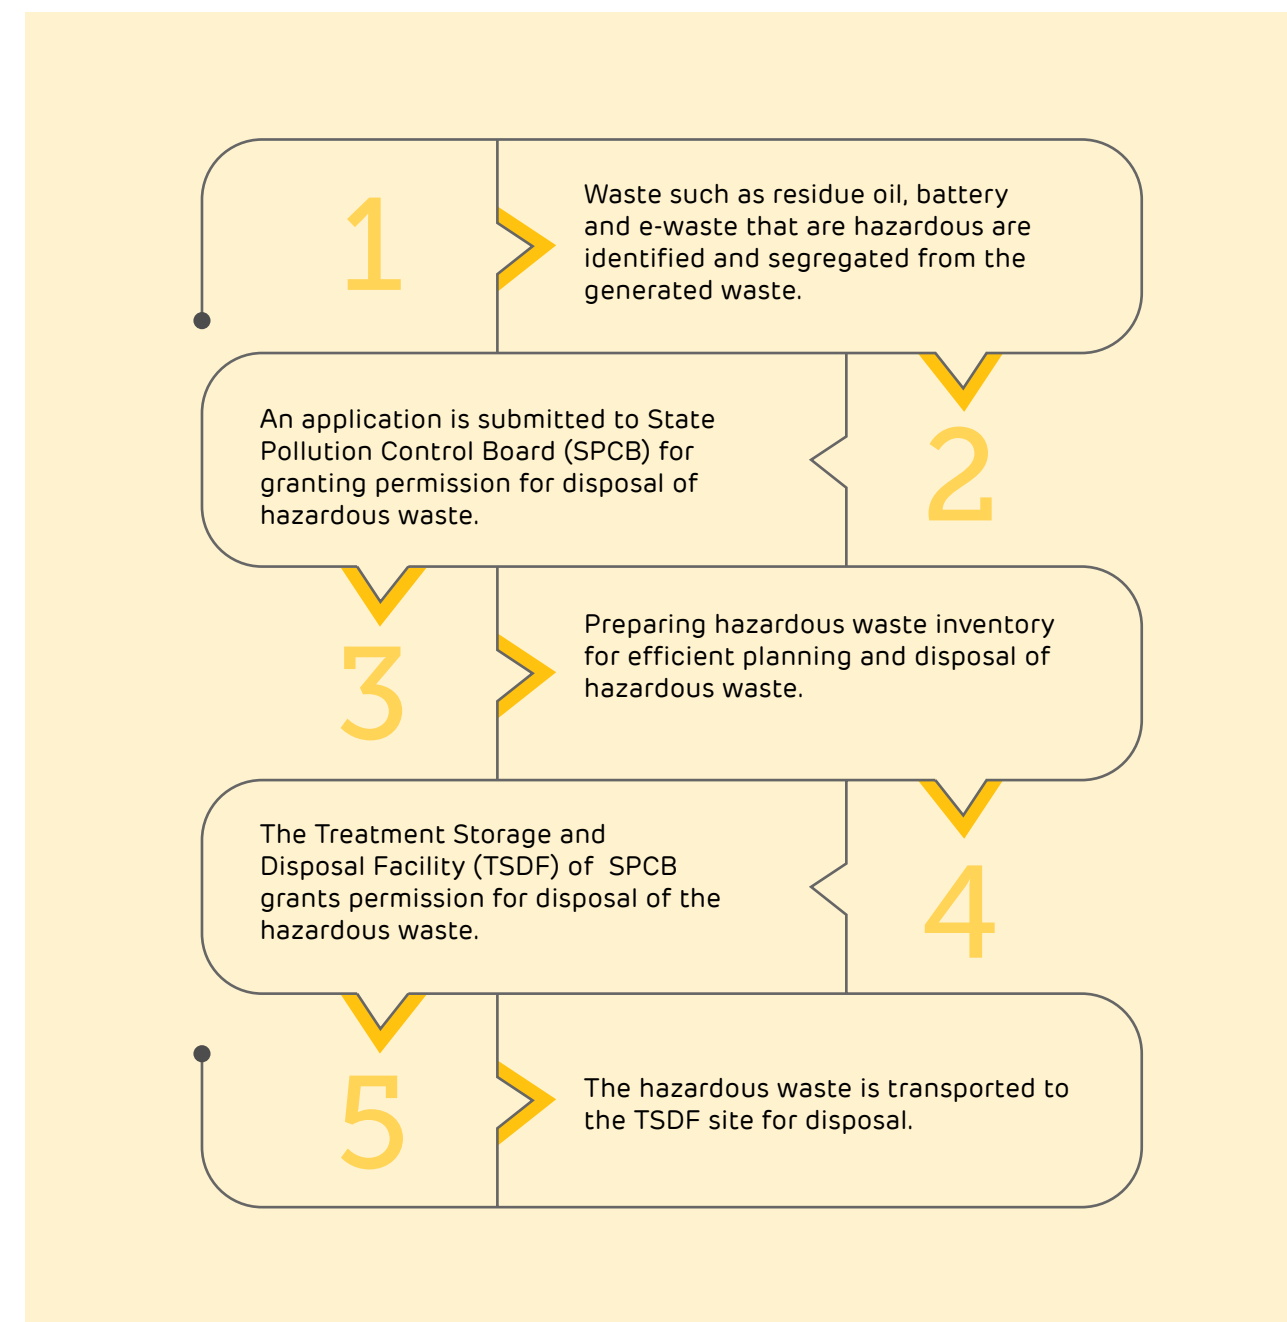 1
Waste such as residue oil, battery
and e-waste that are hazardous are
identified and segregated from the
generated waste.
2
An application is submitted to State
Pollution Control Board (SPCB) for
granting permission for disposal of
hazardous waste.
3
Preparing hazardous waste inventory
for efficient planning and disposal of
hazardous waste.
4
The Treatment Storage and
Disposal Facility (TSDF) of  SPCB
grants permission for disposal of the
hazardous waste.
5
The hazardous waste is transported to
the TSDF site for disposal.